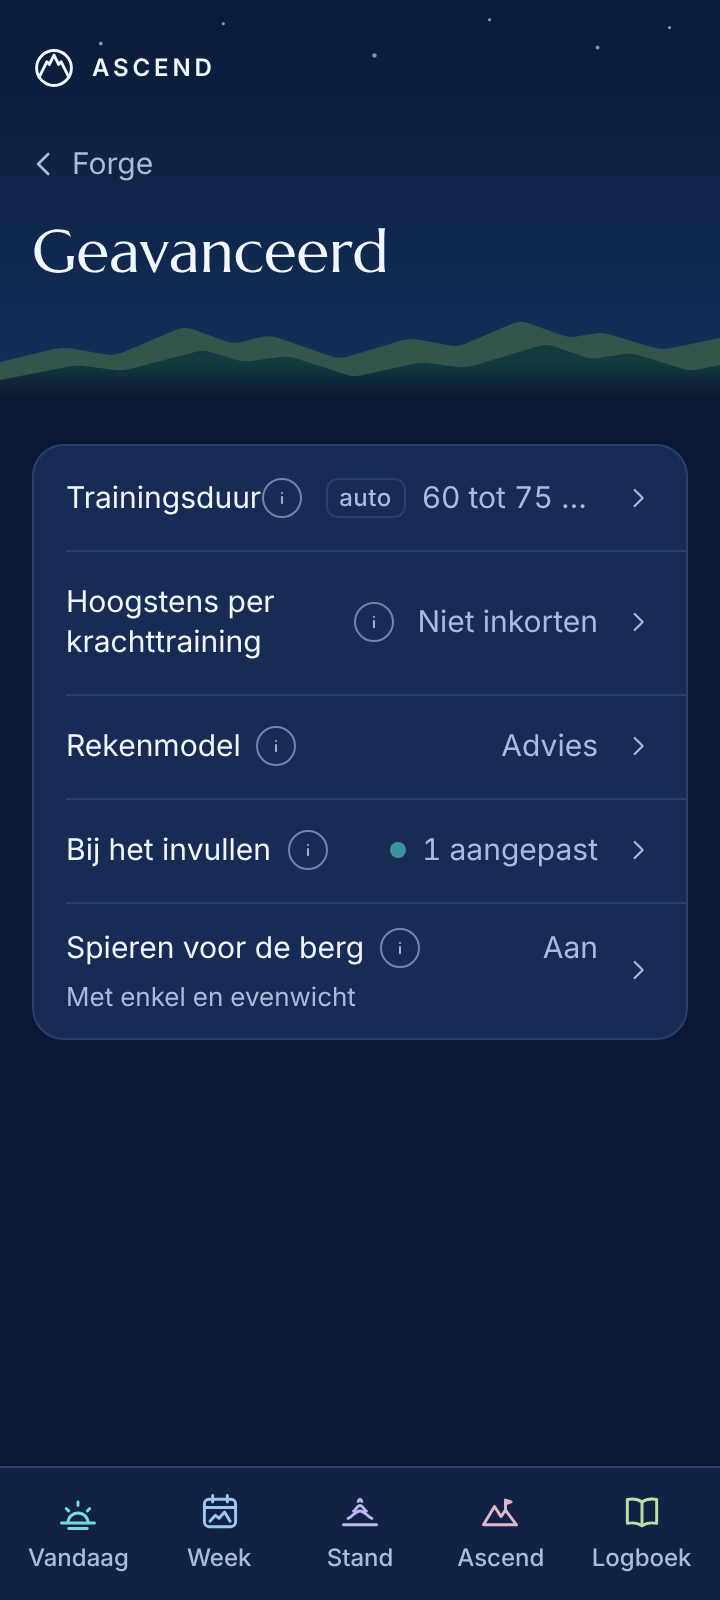 ASCEND
Forge
Geavanceerd
Trainingsduur i auto 60 tot 75 ...
Hoogstens per
krachttraining
i Niet inkorten
Rekenmodel i Advies
Bij het invullen i 1 aangepast
Spieren voor de berg i Aan
Met enkel en evenwicht
Vandaag Week Stand Ascend Logboek